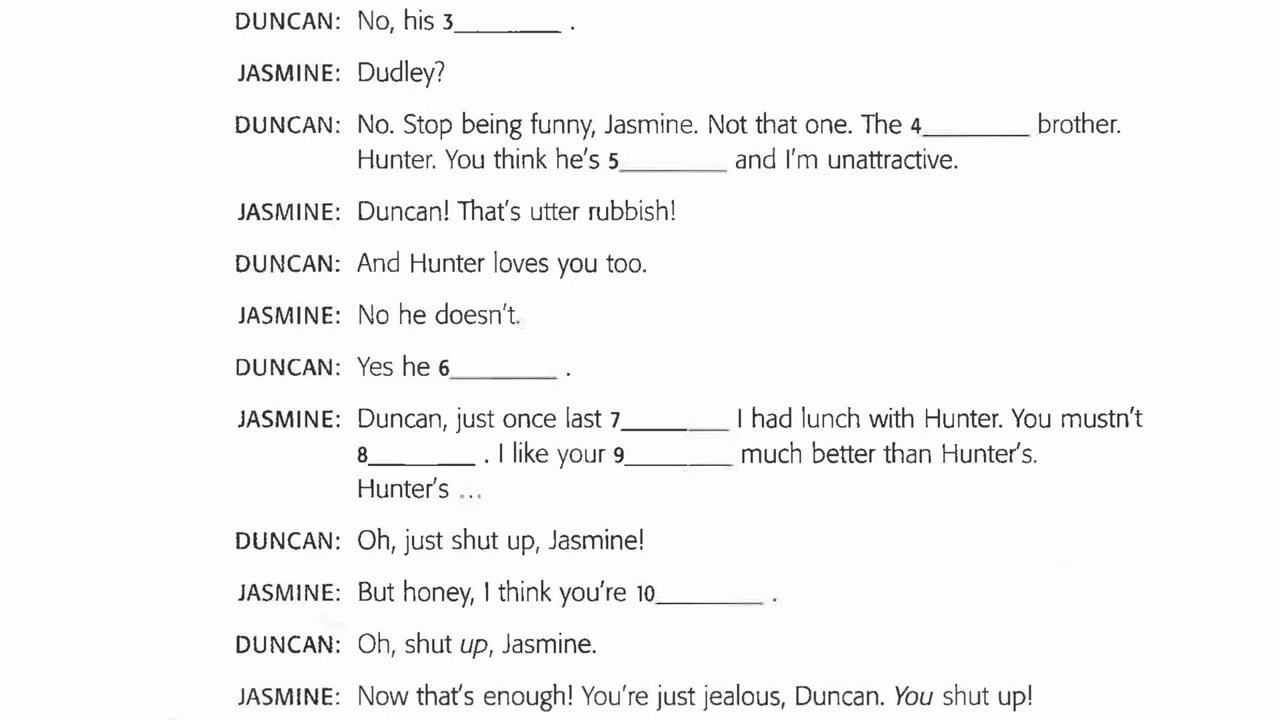 DUNCAN: No, his 3________ .
JASMINE: Dudley?
DUNCAN: No. Stop being funny, Jasmine. Not that one. The 4________ brother.
Hunter. You think he's 5________ and I'm unattractive.
JASMINE: Duncan! That's utter rubbish!
DUNCAN: And Hunter loves you too.
JASMINE: No he doesn't.
DUNCAN: Yes he 6________ .
JASMINE: Duncan, just once last 7________ I had lunch with Hunter. You mustn't
8________ . I like your 9________ much better than Hunter's.
Hunter's ...
DUNCAN: Oh, just shut up, Jasmine!
JASMINE: But honey, I think you're 10________ .
DUNCAN: Oh, shut up, Jasmine.
JASMINE: Now that's enough! You're just jealous, Duncan. You shut up!